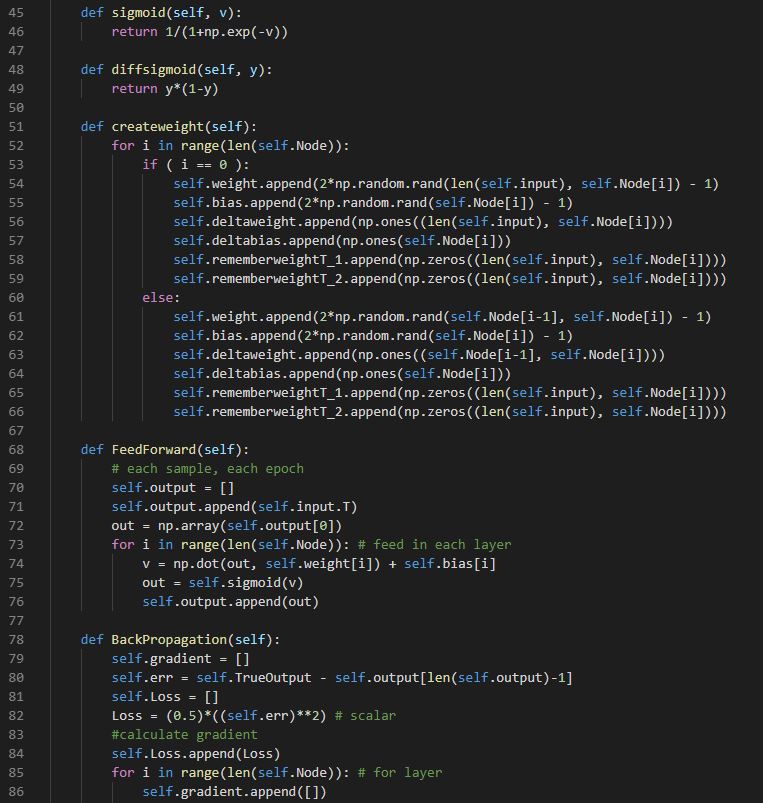 45 def sigmoid(self, v):
46 return 1/(1+np.exp(-v))
47
48 def diffsigmoid(self, y):
49 return y*(1-y)
50
51 def createweight(self):
52 for i in range(len(self.Node)):
53 if ( i == 0 ):
54 self.weight.append(2*np.random.rand(len(self.input), self.Node[i]) - 1)
55 self.bias.append(2*np.random.rand(self.Node[i]) - 1)
56 self.deltaweight.append(np.ones((len(self.input), self.Node[i])))
57 self.deltabias.append(np.ones(self.Node[i]))
58 self.rememberweightT_1.append(np.zeros((len(self.input), self.Node[i])))
59 self.rememberweightT_2.append(np.zeros((len(self.input), self.Node[i])))
60 else:
61 self.weight.append(2*np.random.rand(self.Node[i-1], self.Node[i]) - 1)
62 self.bias.append(2*np.random.rand(self.Node[i]) - 1)
63 self.deltaweight.append(np.ones((self.Node[i-1], self.Node[i])))
64 self.deltabias.append(np.ones(self.Node[i]))
65 self.rememberweightT_1.append(np.zeros((len(self.input), self.Node[i])))
66 self.rememberweightT_2.append(np.zeros((len(self.input), self.Node[i])))
67
68 def FeedForward(self):
69 # each sample, each epoch
70 self.output = []
71 self.output.append(self.input.T)
72 out = np.array(self.output[0])
73 for i in range(len(self.Node)): # feed in each layer
74 v = np.dot(out, self.weight[i]) + self.bias[i]
75 out = self.sigmoid(v)
76 self.output.append(out)
77
78 def BackPropagation(self):
79 self.gradient = []
80 self.err = self.TrueOutput - self.output[len(self.output)-1]
81 self.Loss = []
82 Loss = (0.5)*((self.err)**2) # scalar
83 #calculate gradient
84 self.Loss.append(Loss)
85 for i in range(len(self.Node)): # for layer
86 self.gradient.append([])